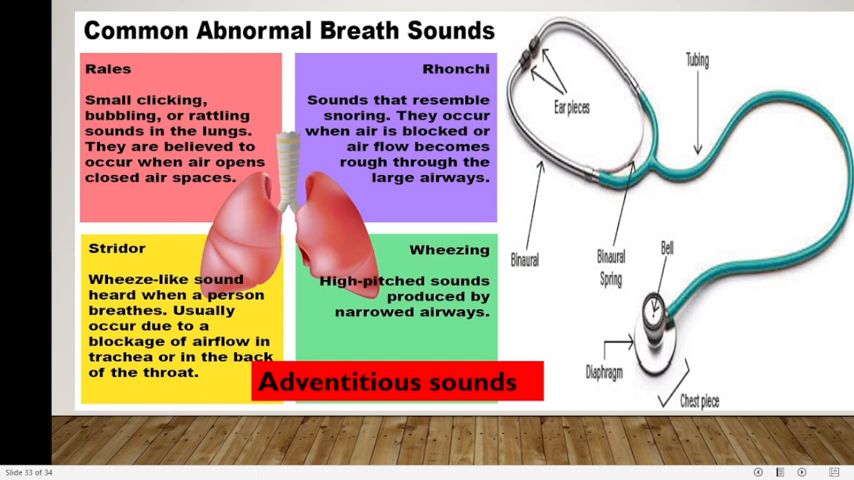 Common Abnormal Breath Sounds
Rales
Small clicking,
bubbling, or rattling
sounds in the lungs.
They are believed to
occur when air opens
closed air spaces.
Rhonchi
Sounds that resemble
snoring. They occur
when air is blocked or
air flow becomes
rough through the
large airways.
Stridor
Wheeze-like sound
heard when a person
breathes. Usually
occur due to a
blockage of airflow in
trachea or in the back
of the throat.
Wheezing
High-pitched sounds
produced by
narrowed airways.
Adventitious sounds
Ear pieces
Tubing
Binaural
Binaural
Spring
Bell
Diaphragm
Chest piece
Slide 33 of 34